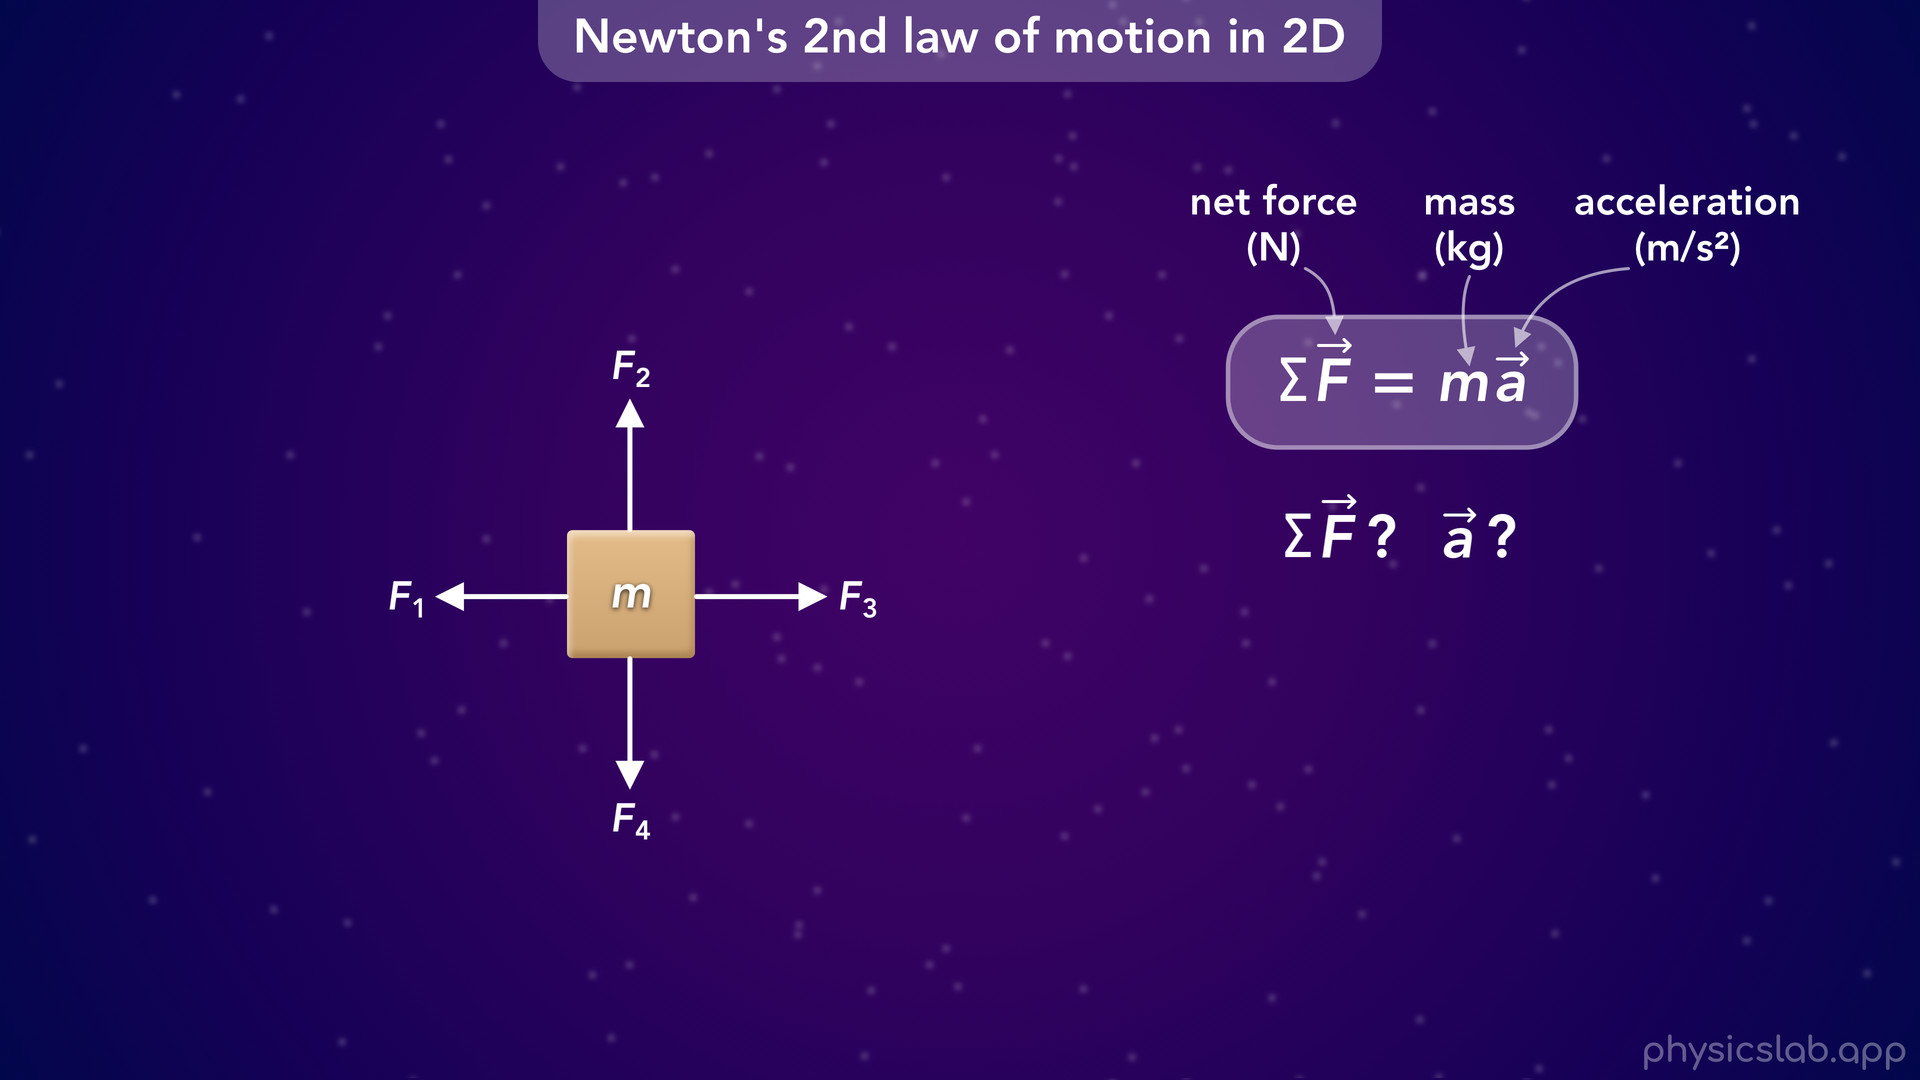 Newton's 2nd law of motion in 2D
net force mass acceleration
(N) (kg) (m/s²)
ΣF⃗ = ma⃗
ΣF⃗ ? a⃗ ?
F₂
F₁ m F₃
F₄
physicslab.app